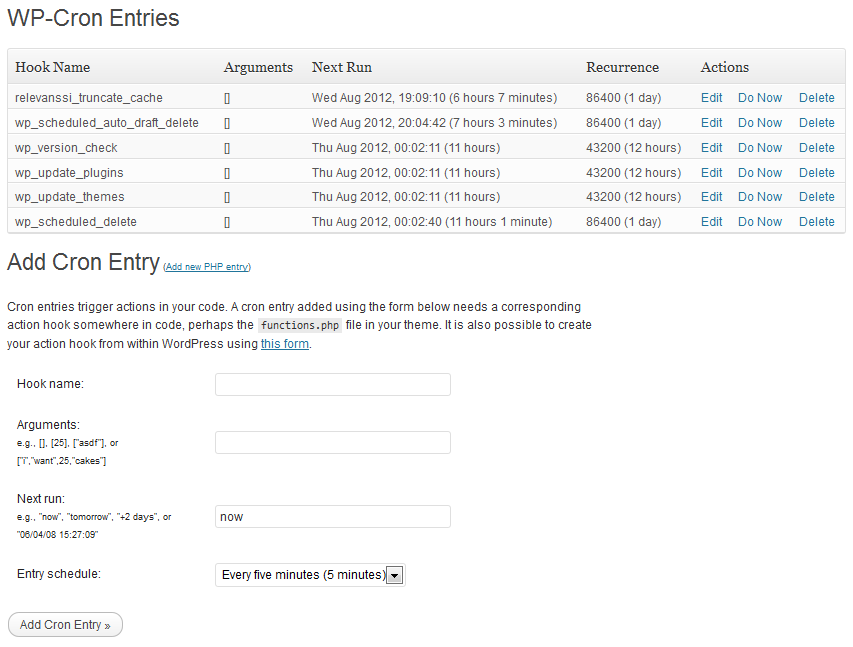 WP-Cron Entries
Hook Name Arguments Next Run Recurrence Actions
relevanssi_truncate_cache [] Wed Aug 2012, 19:09:10 (6 hours 7 minutes) 86400 (1 day) Edit Do Now Delete
wp_scheduled_auto_draft_delete [] Wed Aug 2012, 20:04:42 (7 hours 3 minutes) 86400 (1 day) Edit Do Now Delete
wp_version_check [] Thu Aug 2012, 00:02:11 (11 hours) 43200 (12 hours) Edit Do Now Delete
wp_update_plugins [] Thu Aug 2012, 00:02:11 (11 hours) 43200 (12 hours) Edit Do Now Delete
wp_update_themes [] Thu Aug 2012, 00:02:11 (11 hours) 43200 (12 hours) Edit Do Now Delete
wp_scheduled_delete [] Thu Aug 2012, 00:02:40 (11 hours 1 minute) 86400 (1 day) Edit Do Now Delete
Add Cron Entry (Add new PHP entry)
Cron entries trigger actions in your code. A cron entry added using the form below needs a corresponding
action hook somewhere in code, perhaps the functions.php file in your theme. It is also possible to create
your action hook from within WordPress using this form.
Hook name:
Arguments:
e.g., [], [25], ["asdf"], or
["i","want",25,"cakes"]
Next run:
e.g., "now", "tomorrow", "+2 days", or
"06/04/08 15:27:09"
now
Entry schedule: Every five minutes (5 minutes)
Add Cron Entry »